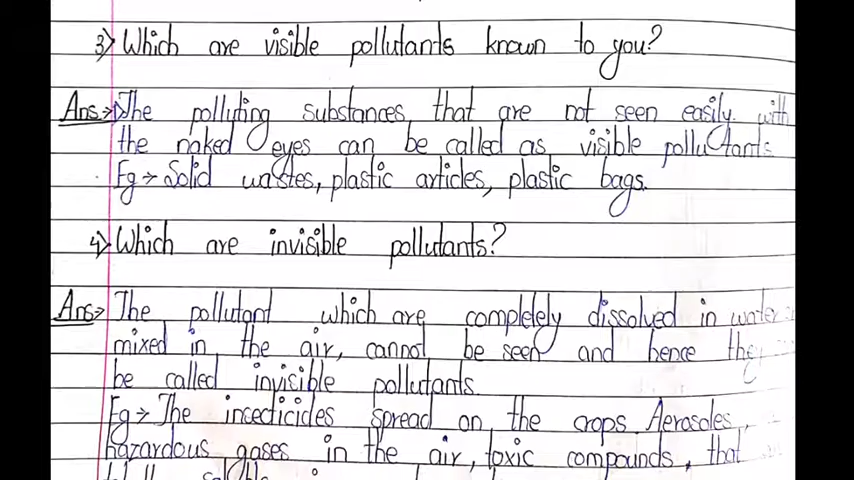 3) Which are visible pollutants known to you?
Ans→ The polluting substances that are not seen easily with
the naked eyes can be called as visible pollutants
Eg → Solid wastes, plastic articles, plastic bags.
4) Which are invisible pollutants?
Ans→ The pollutant which are completely dissolved in water
mixed in the air, cannot be seen and hence they
be called invicible pollutants.
Eg → The incecticides spread on the crops Aerosoles,
hazardous gases in the air, toxic compounds, that